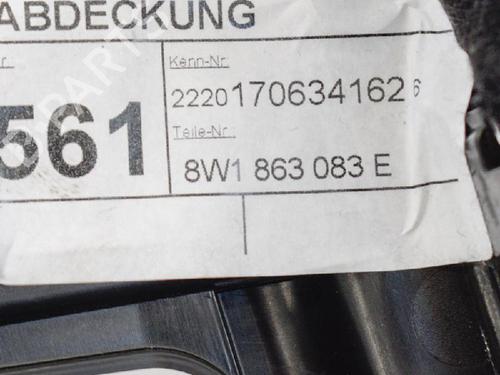 ABDECKUNG
Kenn-Nr.
561
22201706341626
Teile-Nr.:
8W1 863 083 E